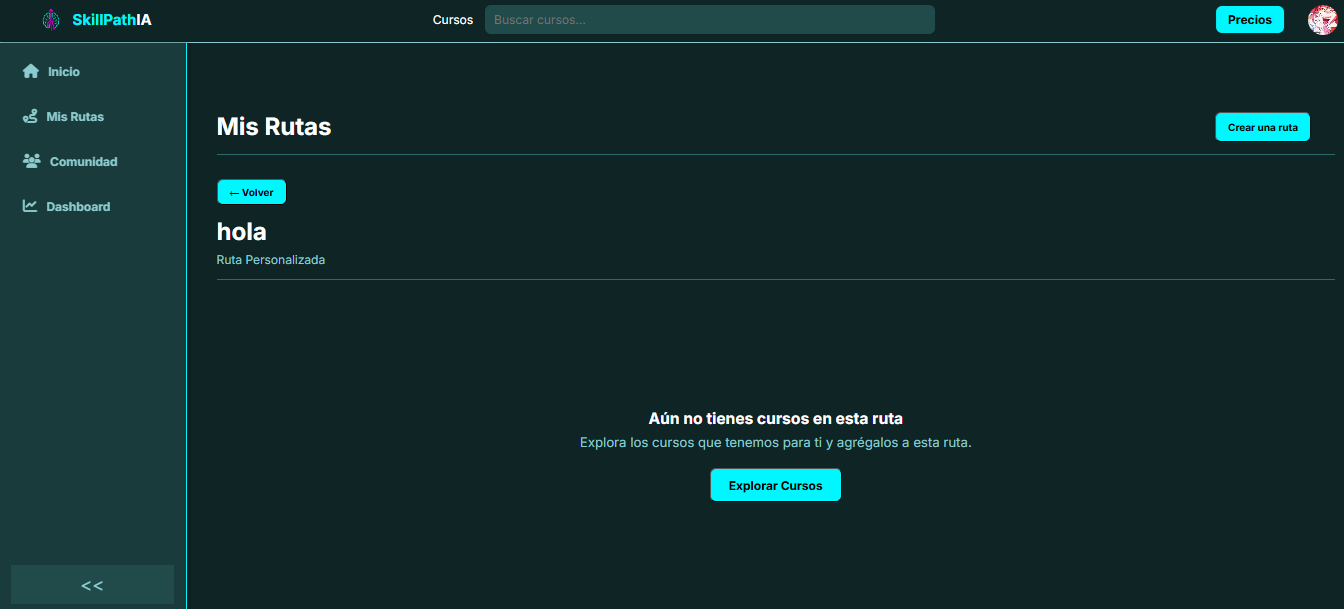 SkillPathIA
Cursos
Buscar cursos...
Precios
Inicio
Mis Rutas
Comunidad
Dashboard
<<
Mis Rutas
Crear una ruta
← Volver
hola
Ruta Personalizada
Aún no tienes cursos en esta ruta
Explora los cursos que tenemos para ti y agrégalos a esta ruta.
Explorar Cursos